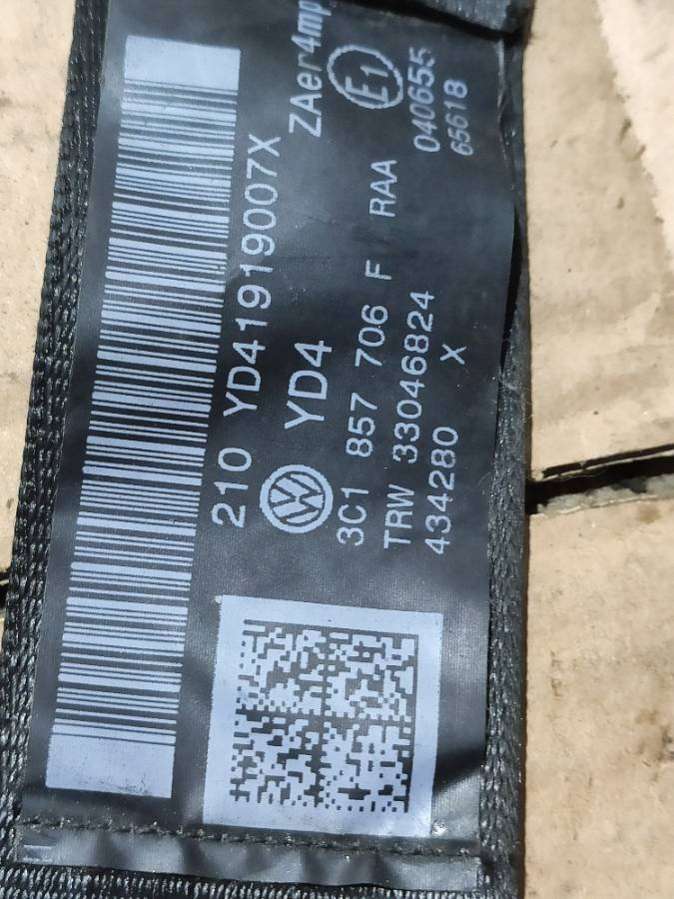 210 YD41919007X
YD4
ZAer4mp
3C1 857 706 F RAA
E1
TRW 33046824
040655
434280 X
65618